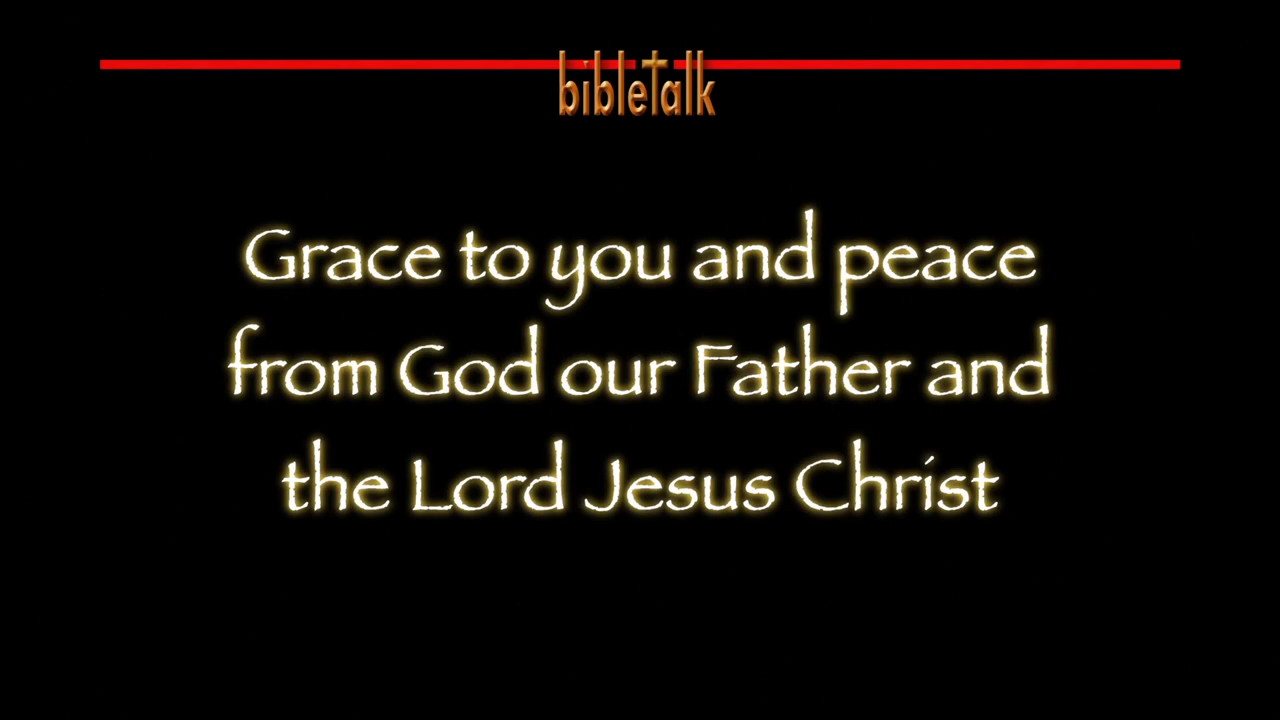 bibleTalk
Grace to you and peace
from God our Father and
the Lord Jesus Christ